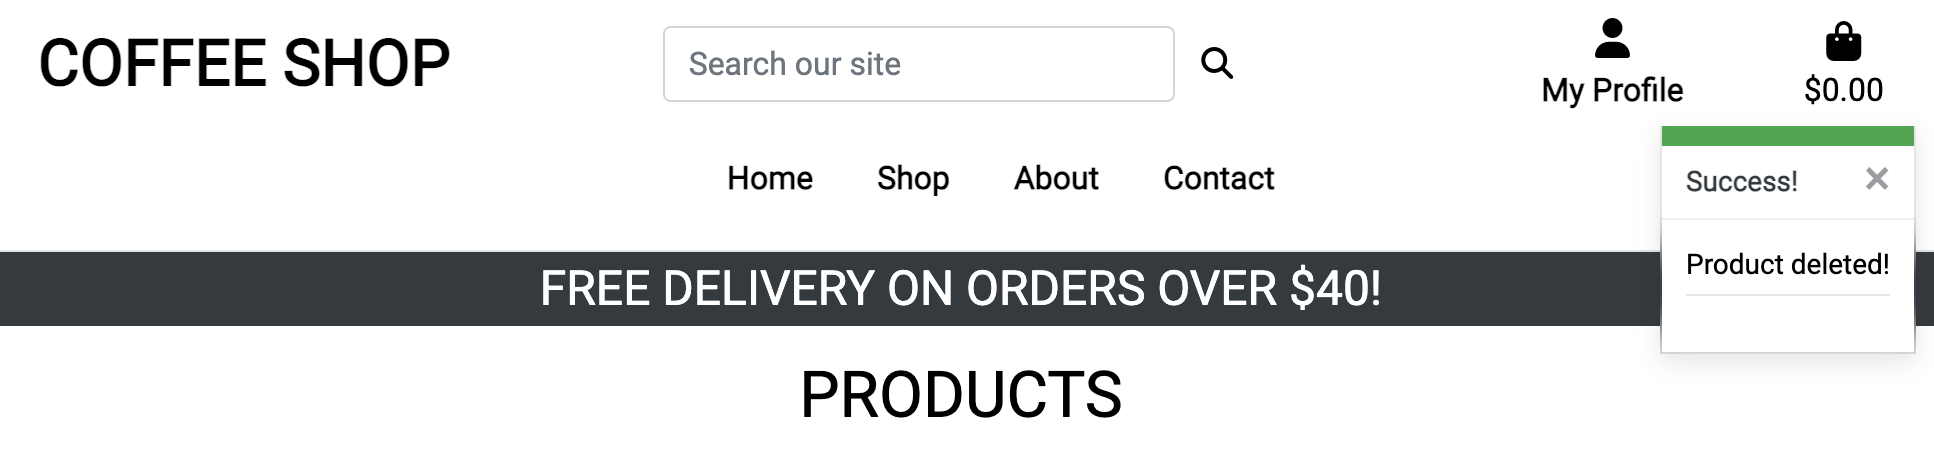 COFFEE SHOP
Search our site
My Profile
$0.00
Home Shop About Contact
Success! ×
Product deleted!
FREE DELIVERY ON ORDERS OVER $40!
PRODUCTS